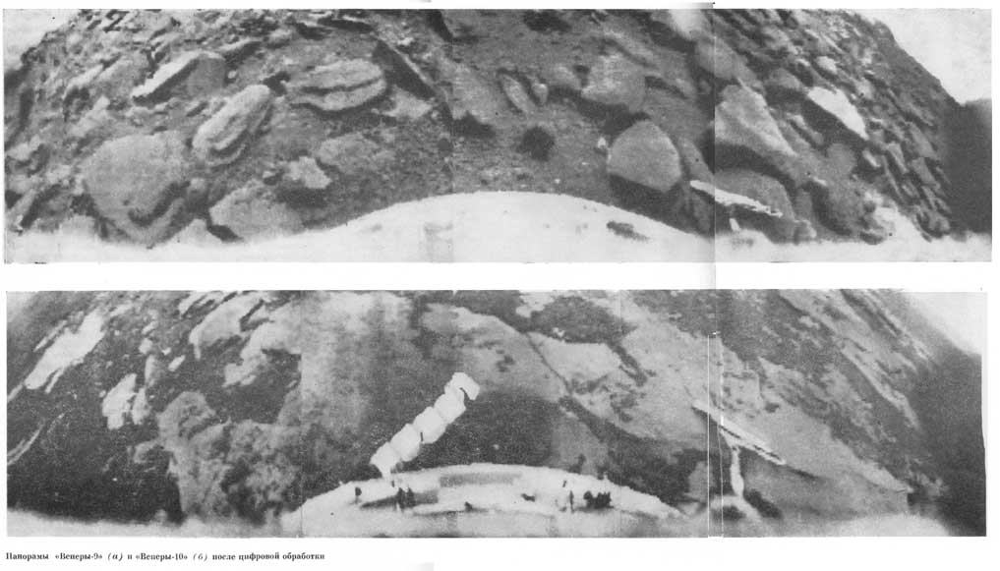 Панорамы «Венеры-9» (а) и «Венеры-10» (б) после цифровой обработки